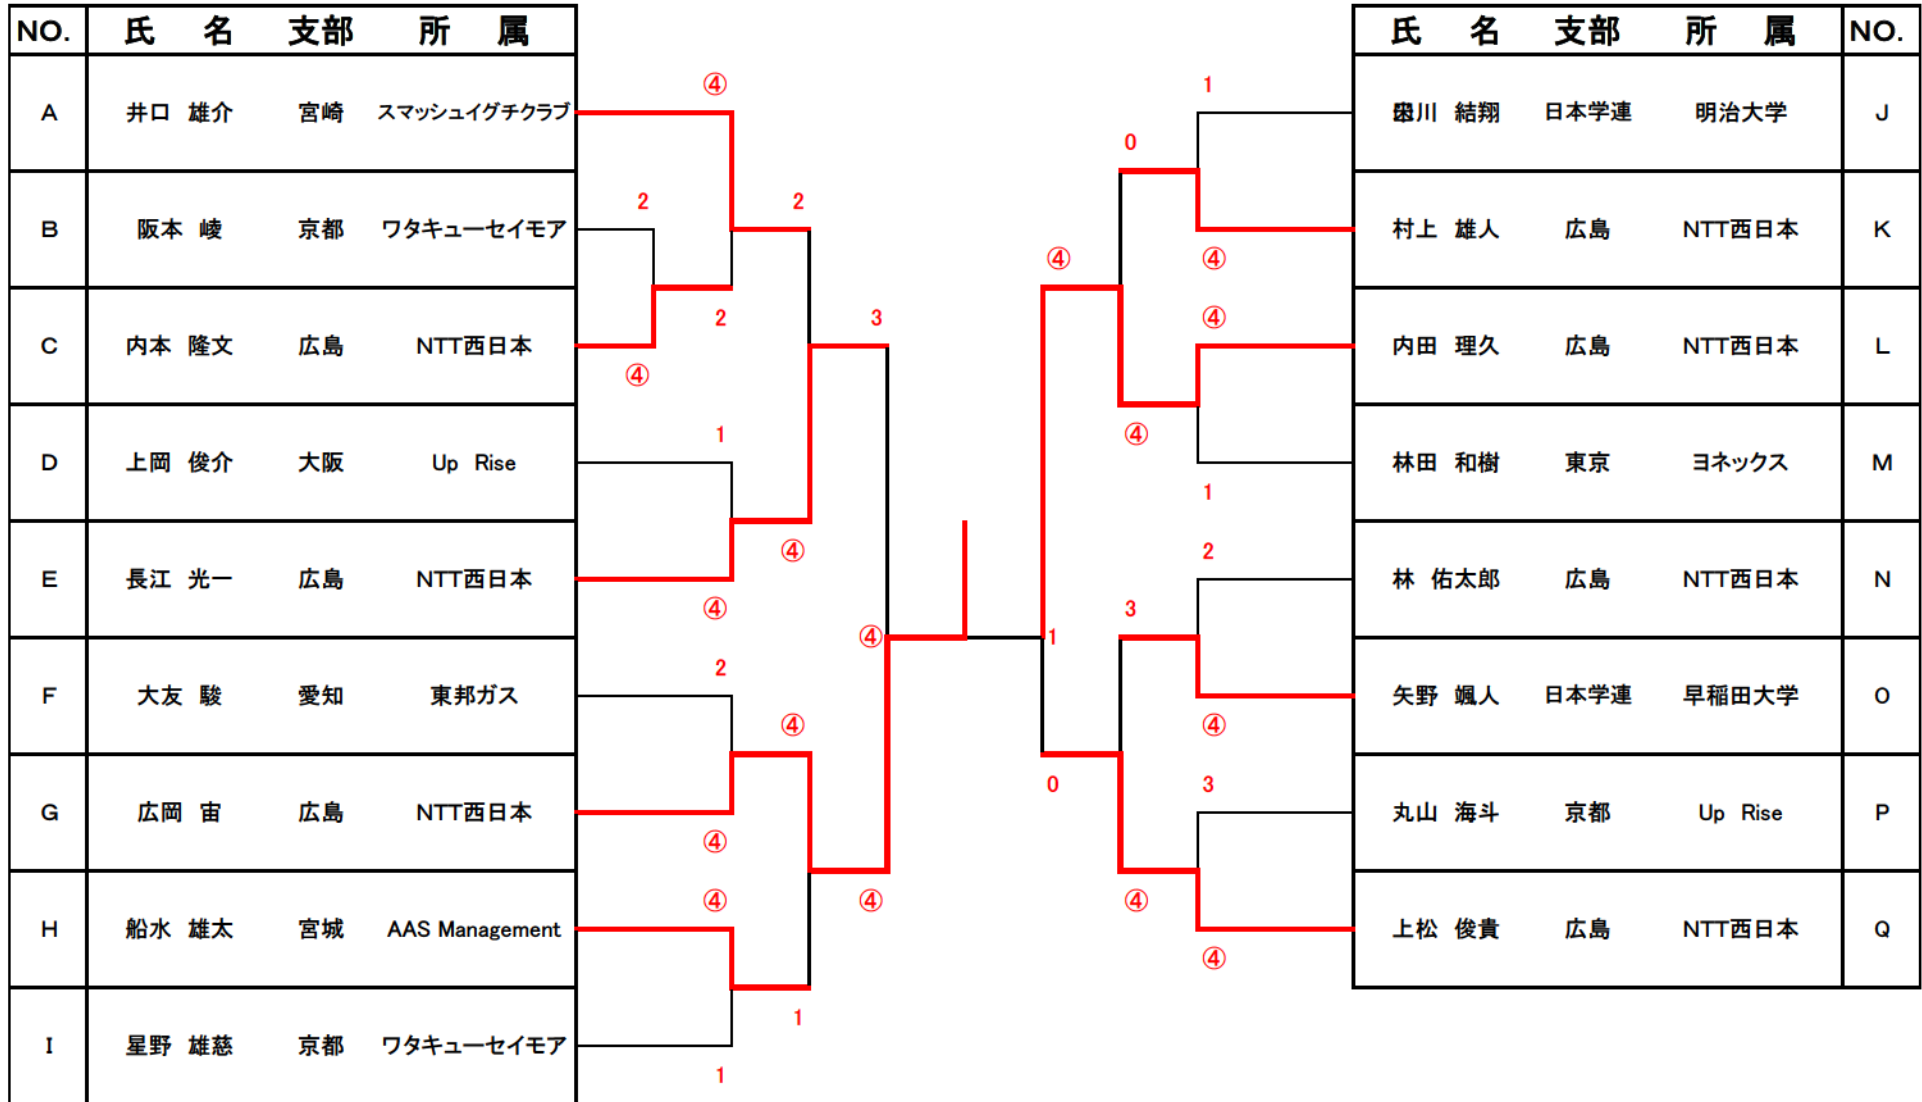 NO. 氏 名 支部 所 属 氏 名 支部 所 属 NO.
④ 1
A 井口 雄介 宮崎 スマッシュイグチクラブ 川 結翔 日本学連 明治大学 J
0
2 2
B 阪本 崚 京都 ワタキューセイモア 村上 雄人 広島 NTT西日本 K
④ ④
2 3 ④
C 内本 隆文 広島 NTT西日本 内田 理久 広島 NTT西日本 L
④
1 ④
D 上岡 俊介 大阪 Up Rise 林田 和樹 東京 ヨネックス M
1
④ 2
E 長江 光一 広島 NTT西日本 林 佑太郎 広島 NTT西日本 N
④ 3
④ 1
2
F 大友 駿 愛知 東邦ガス 矢野 颯人 日本学連 早稲田大学 O
④ ④
0 3
G 広岡 宙 広島 NTT西日本 丸山 海斗 京都 Up Rise P
④
④ ④ ④
H 船水 雄太 宮城 AAS Management 上松 俊貴 広島 NTT西日本 Q
④
1
I 星野 雄慈 京都 ワタキューセイモア
1